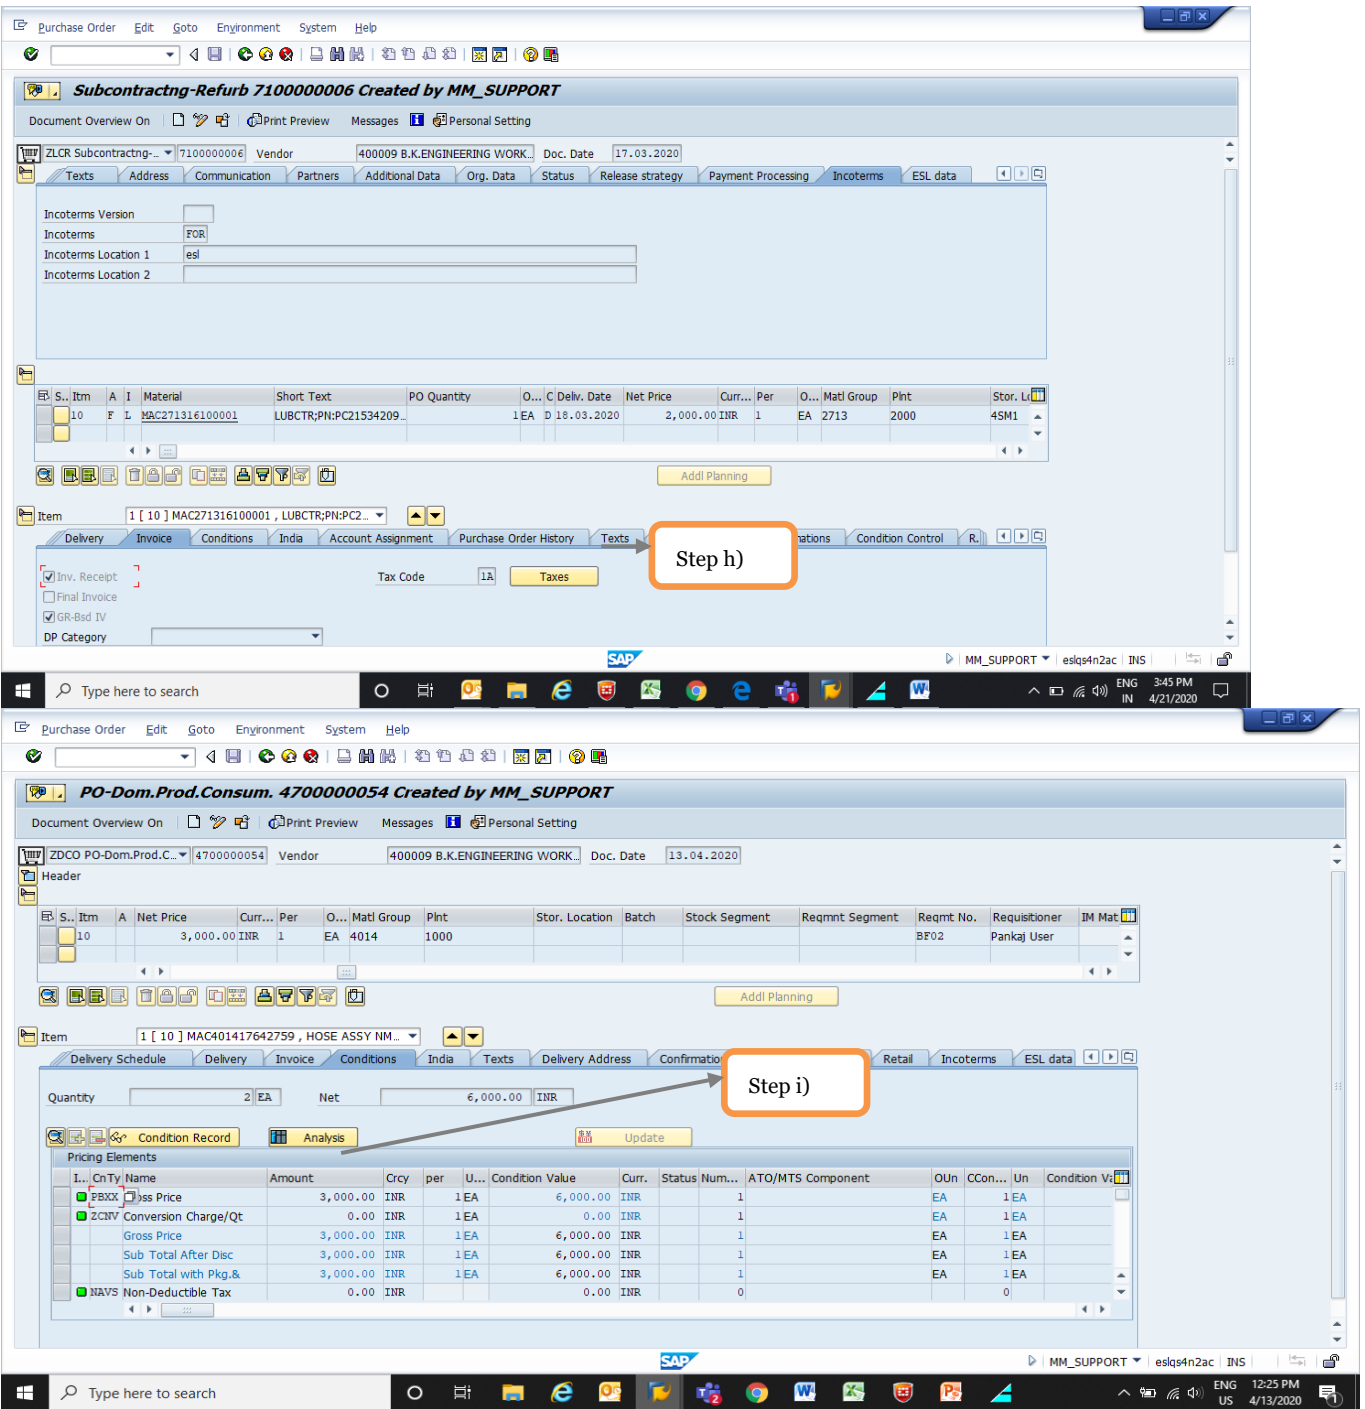 Purchase Order Edit Goto Environment System Help
Subcontractng-Refurb 7100000006 Created by MM_SUPPORT
Document Overview On Print Preview Messages Personal Setting
ZLCR Subcontractng-... 7100000006 Vendor 400009 B.K.ENGINEERING WORK... Doc. Date 17.03.2020
Texts Address Communication Partners Additional Data Org. Data Status Release strategy Payment Processing Incoterms ESL data
Incoterms Version
Incoterms FOR
Incoterms Location 1 esl
Incoterms Location 2
S.. Itm A I Material Short Text PO Quantity O... C Deliv. Date Net Price Curr... Per O... Matl Group Plnt Stor. Lo
10 F L MAC271316100001 LUBCTR;PN:PC21534209... 1 EA D 18.03.2020 2,000.00 INR 1 EA 2713 2000 4SM1
Addl Planning
Item 1 [ 10 ] MAC271316100001 , LUBCTR;PN:PC2...
Delivery Invoice Conditions India Account Assignment Purchase Order History Texts mations Condition Control R.
Step h)
Inv. Receipt Tax Code 1A Taxes
Final Invoice
GR-Bsd IV
DP Category
SAP MM_SUPPORT eslqs4n2ac INS
Type here to search ENG IN 3:45 PM 4/21/2020
Purchase Order Edit Goto Environment System Help
PO-Dom.Prod.Consum. 4700000054 Created by MM_SUPPORT
Document Overview On Print Preview Messages Personal Setting
ZDCO PO-Dom.Prod.C... 4700000054 Vendor 400009 B.K.ENGINEERING WORK... Doc. Date 13.04.2020
Header
S.. Itm A Net Price Curr... Per O... Matl Group Plnt Stor. Location Batch Stock Segment Reqmnt Segment Reqmt No. Requisitioner IM Mat
10 3,000.00 INR 1 EA 4014 1000 BF02 Pankaj User
Addl Planning
Item 1 [ 10 ] MAC401417642759 , HOSE ASSY NM...
Delivery Schedule Delivery Invoice Conditions India Texts Delivery Address Confirmatio Retail Incoterms ESL data
Step i)
Quantity 2 EA Net 6,000.00 INR
Condition Record Analysis Update
Pricing Elements
I... CnTy Name Amount Crcy per U... Condition Value Curr. Status Num... ATO/MTS Component OUn CCon... Un Condition Va
PBXX oss Price 3,000.00 INR 1 EA 6,000.00 INR 1 EA 1 EA
ZCNV Conversion Charge/Qt 0.00 INR 1 EA 0.00 INR 1 EA 1 EA
Gross Price 3,000.00 INR 1 EA 6,000.00 INR 1 EA 1 EA
Sub Total After Disc 3,000.00 INR 1 EA 6,000.00 INR 1 EA 1 EA
Sub Total with Pkg.& 3,000.00 INR 1 EA 6,000.00 INR 1 EA 1 EA
NAVS Non-Deductible Tax 0.00 INR 0.00 INR 0 0
SAP MM_SUPPORT eslqs4n2ac INS
Type here to search ENG US 12:25 PM 4/13/2020